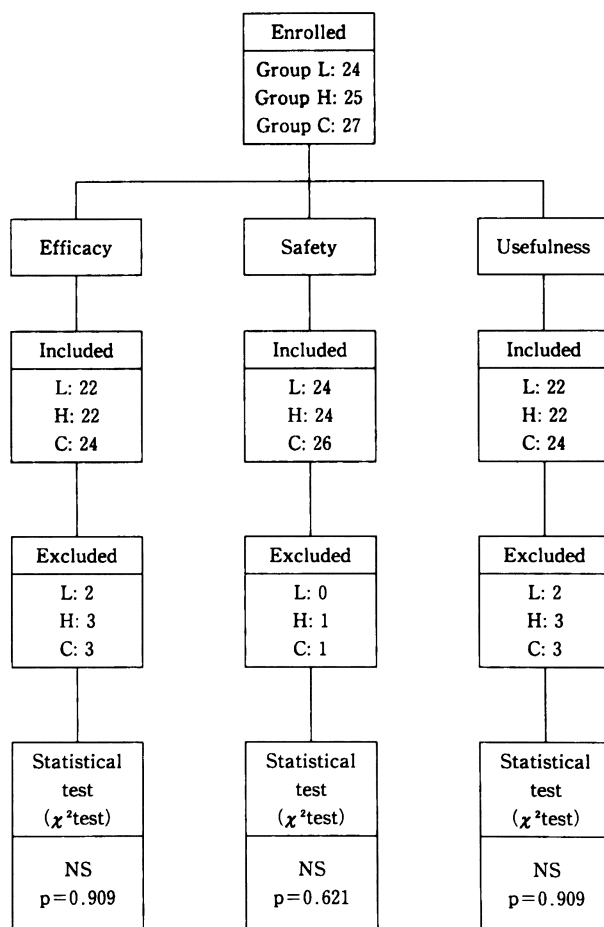 Enrolled
Group L: 24
Group H: 25
Group C: 27
Efficacy
Safety
Usefulness
Included
L: 22
H: 22
C: 24
Included
L: 24
H: 24
C: 26
Included
L: 22
H: 22
C: 24
Excluded
L: 2
H: 3
C: 3
Excluded
L: 0
H: 1
C: 1
Excluded
L: 2
H: 3
C: 3
Statistical
test
(χ²test)
NS
p=0.909
Statistical
test
(χ²test)
NS
p=0.621
Statistical
test
(χ²test)
NS
p=0.909